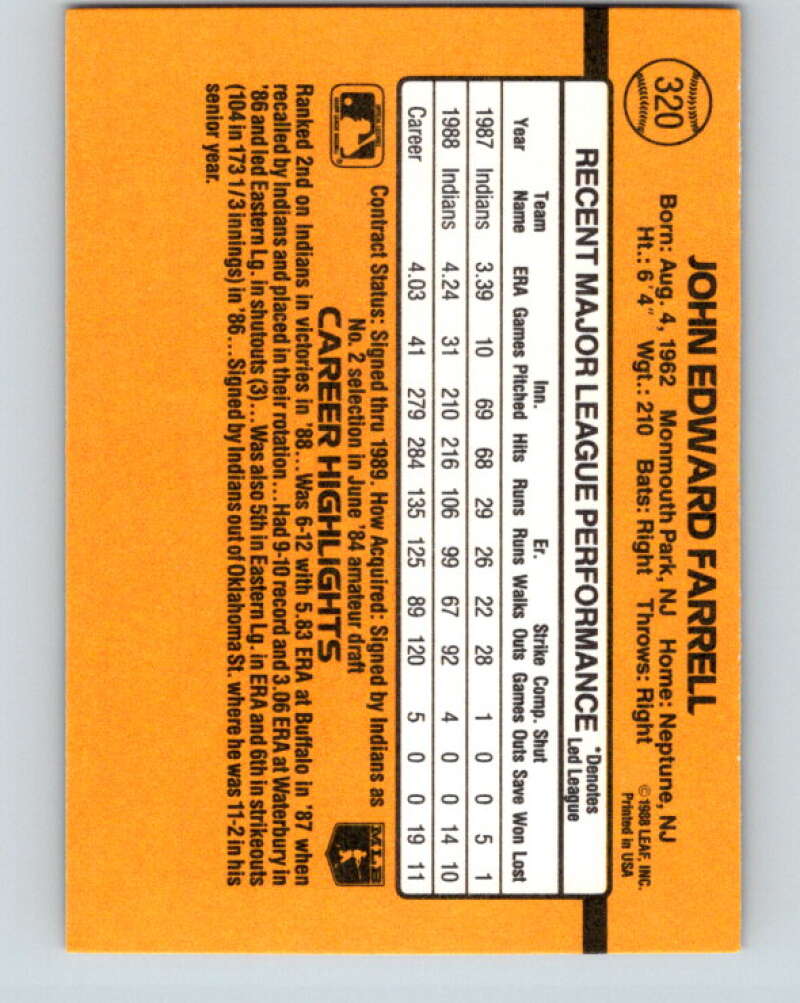 320
JOHN EDWARD FARRELL
Born: Aug. 4, 1962 Monmouth Park, NJ Home: Neptune, NJ
Ht.: 6'4" Wgt.: 210 Bats: Right Throws: Right
©1988 LEAF, INC.
Printed in USA
RECENT MAJOR LEAGUE PERFORMANCE
*Denotes
Led League
Team Inn. Er. Strike Comp. Shut
Year Name ERA Games Pitched Hits Runs Runs Walks Outs Games Outs Save Won Lost
1987 Indians 3.39 10 69 68 29 26 22 28 1 0 0 5 1
1988 Indians 4.24 31 210 216 106 99 67 92 4 0 0 14 10
Career 4.03 41 279 284 135 125 89 120 5 0 0 19 11
Contract Status: Signed thru 1989. How Acquired: Signed by Indians as
No. 2 selection in June '84 amateur draft
MLB
CAREER HIGHLIGHTS
Ranked 2nd on Indians in victories in '88... Was 6-12 with 5.83 ERA at Buffalo in '87 when
recalled by Indians and placed in their rotation... Had 9-10 record and 3.06 ERA at Waterbury in
'86 and led Eastern Lg. in shutouts (3)... Was also 5th in Eastern Lg. in ERA and 6th in strikeouts
(104 in 173 1/3 innings) in '86... Signed by Indians out of Oklahoma St. where he was 11-2 in his
senior year.